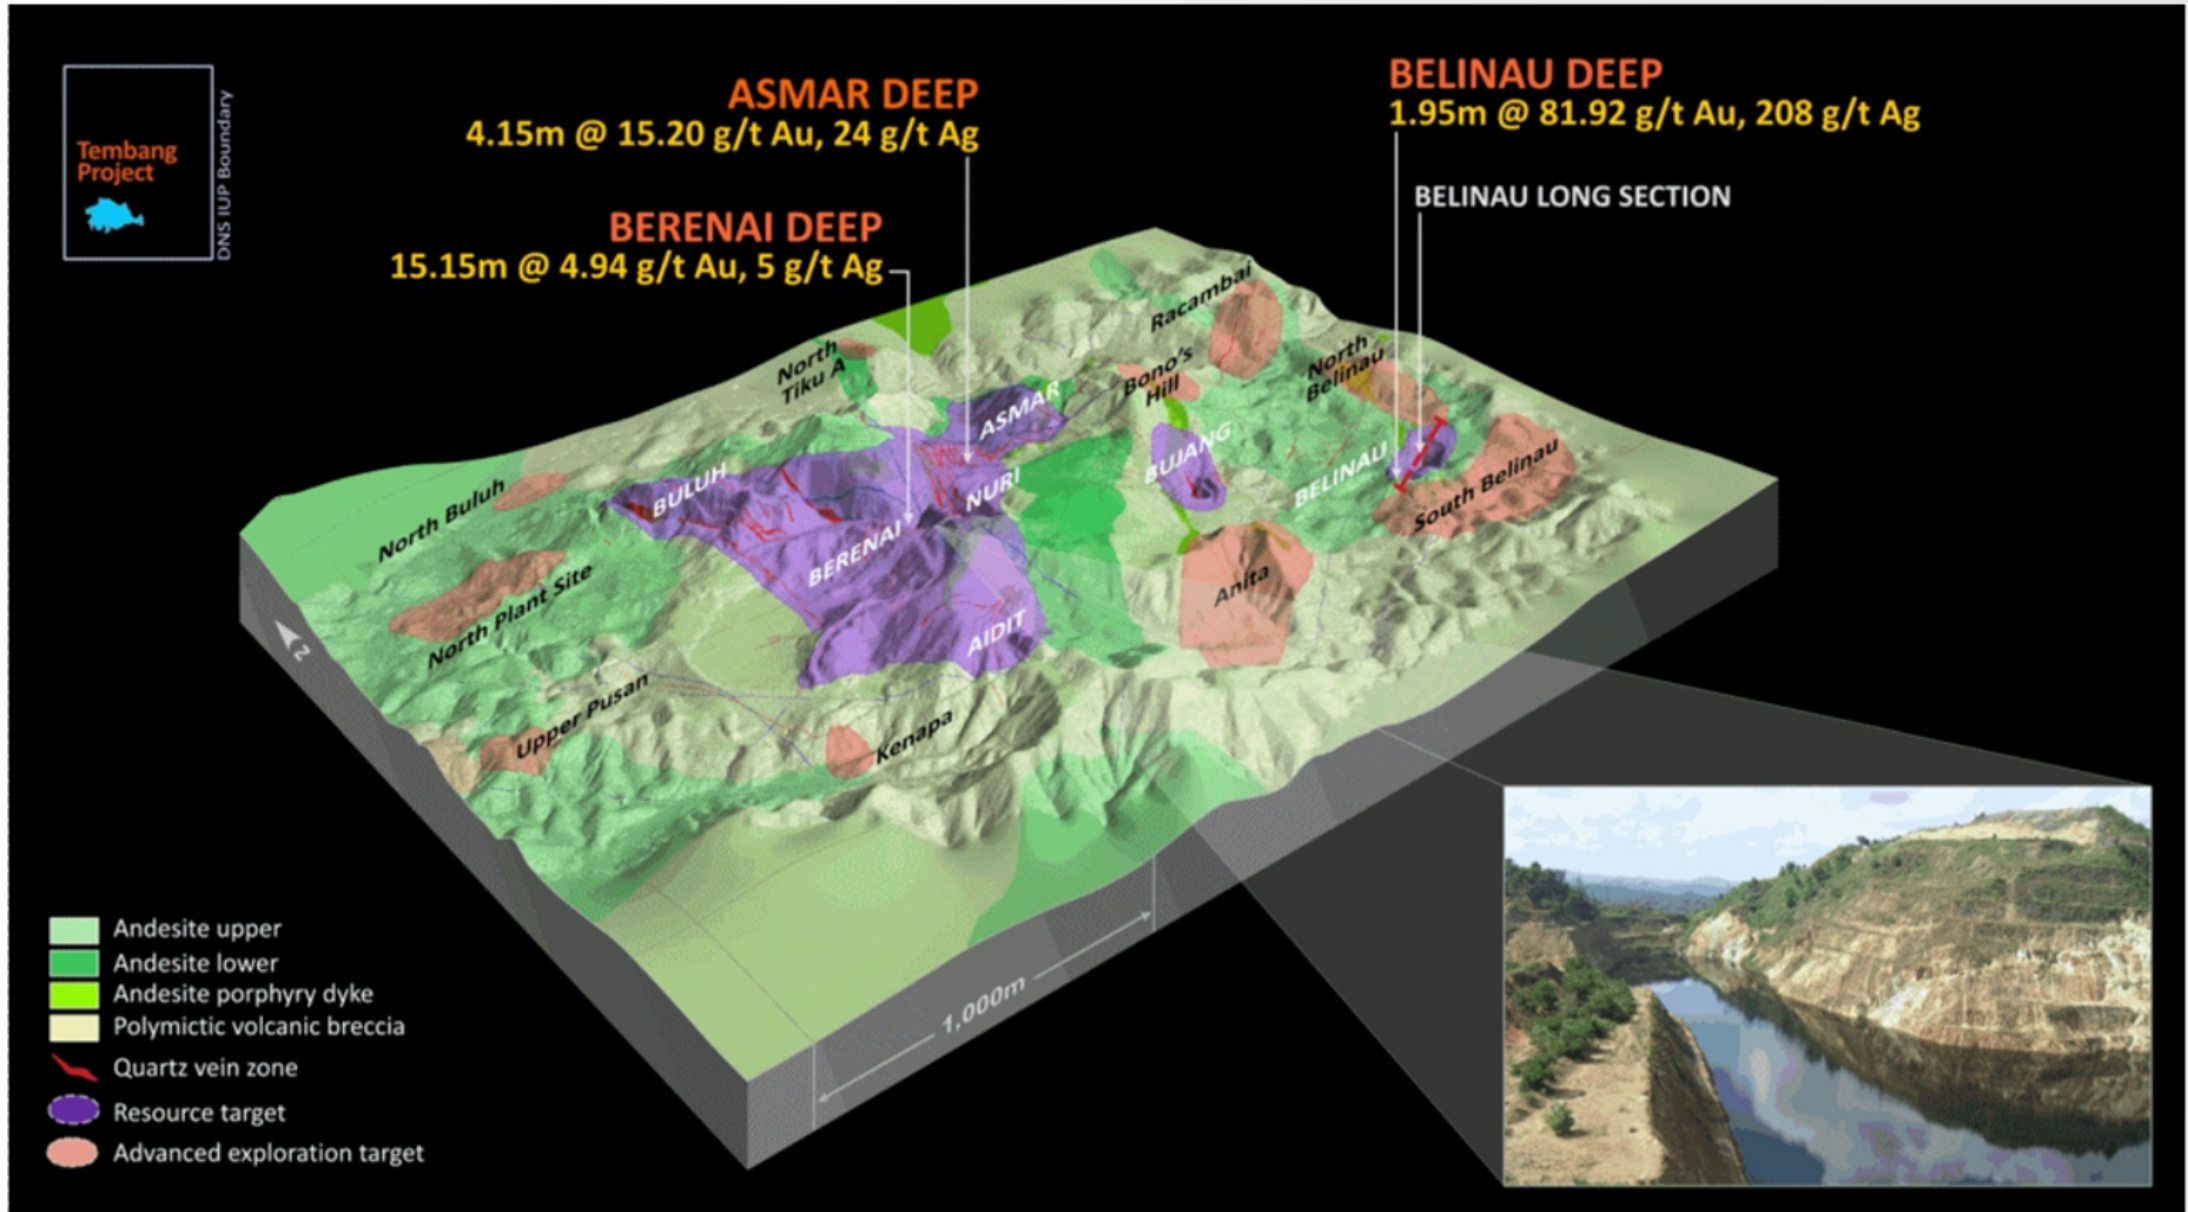 Tembang
Project
DNS IUP Boundary
ASMAR DEEP
4.15m @ 15.20 g/t Au, 24 g/t Ag
BERENAI DEEP
15.15m @ 4.94 g/t Au, 5 g/t Ag
BELINAU DEEP
1.95m @ 81.92 g/t Au, 208 g/t Ag
BELINAU LONG SECTION
Racambai
North
Tiku A
Bono's
Hill
North
Belinau
ASMAR
BUJANG
BELINAU
South Belinau
North Buluh
BULUH
NURI
BERENAI
North Plant Site
Anita
AIDIT
Upper Pusan
Kenapa
N
1,000m
Andesite upper
Andesite lower
Andesite porphyry dyke
Polymictic volcanic breccia
Quartz vein zone
Resource target
Advanced exploration target